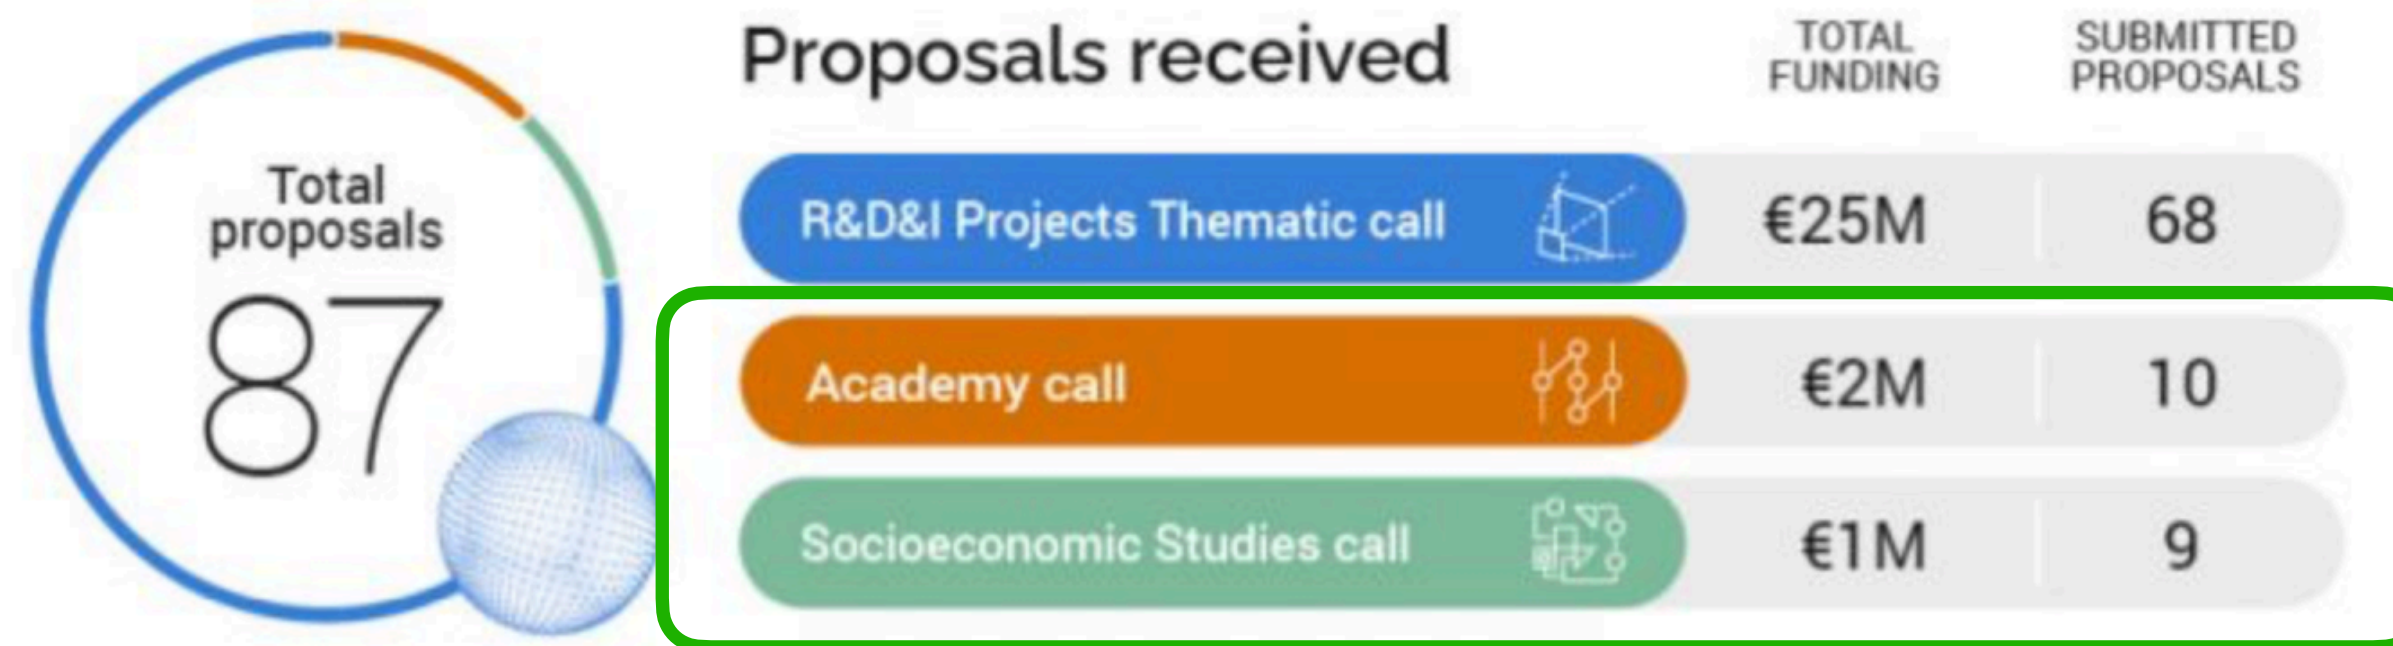 Total
proposals
87
Proposals received
TOTAL
FUNDING
SUBMITTED
PROPOSALS
R&D&I Projects Thematic call €25M 68
Academy call €2M 10
Socioeconomic Studies call €1M 9